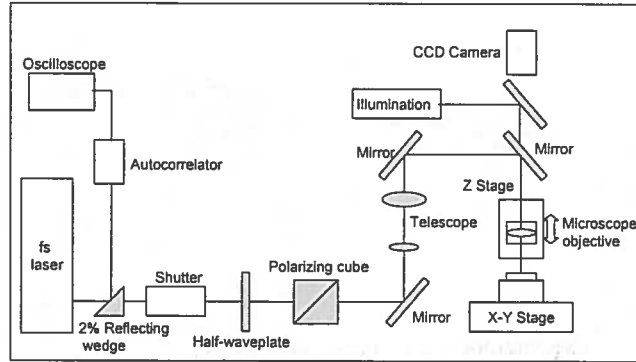 CCD Camera
Oscilloscope
Illumination
Mirror
Mirror
Autocorrelator
Z Stage
Telescope
Microscope
objective
fs
laser
Shutter
Polarizing cube
2% Reflecting
wedge
Half-waveplate
Mirror
X-Y Stage